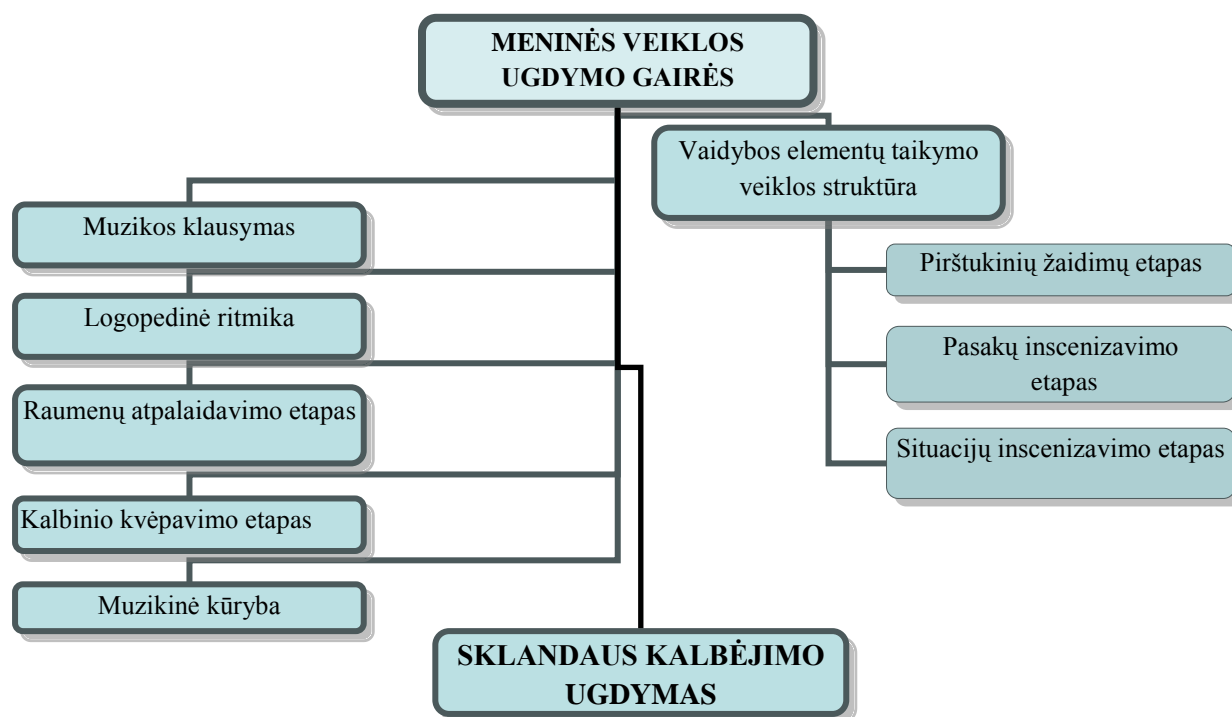 MENINĖS VEIKLOS
UGDYMO GAIRĖS
Vaidybos elementų taikymo
veiklos struktūra
Muzikos klausymas
Pirštukinių žaidimų etapas
Logopedinė ritmika
Pasakų inscenizavimo
etapas
Raumenų atpalaidavimo etapas
Situacijų inscenizavimo etapas
Kalbinio kvėpavimo etapas
Muzikinė kūryba
SKLANDAUS KALBĖJIMO
UGDYMAS